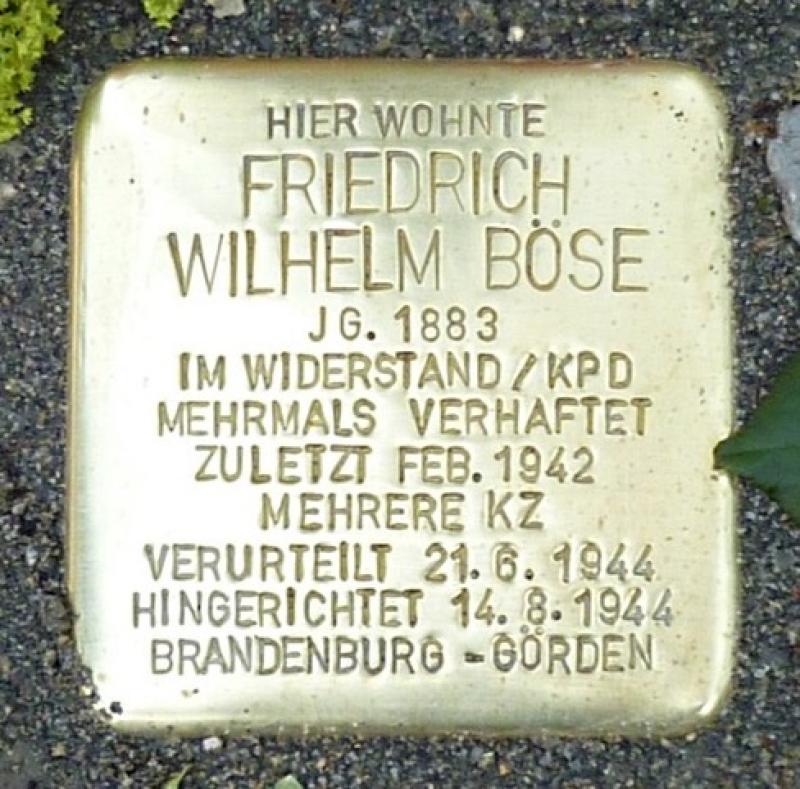 HIER WOHNTE
FRIEDRICH
WILHELM BÖSE
JG. 1883
IM WIDERSTAND / KPD
MEHRMALS VERHAFTET
ZULETZT FEB. 1942
MEHRERE KZ
VERURTEILT 21. 6. 1944
HINGERICHTET 14. 8. 1944
BRANDENBURG - GÖRDEN